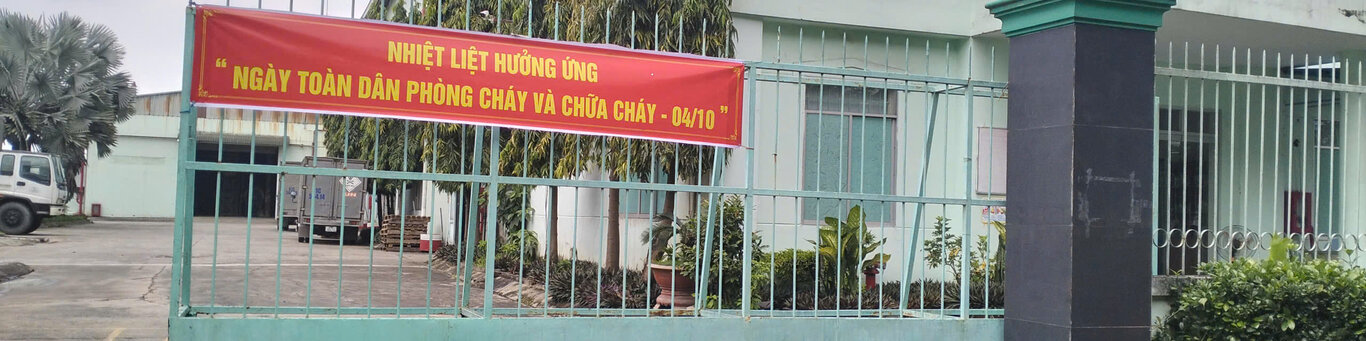 NHIỆT LIỆT HƯỞNG ỨNG
“ NGÀY TOÀN DÂN PHÒNG CHÁY VÀ CHỮA CHÁY - 04/10 ”